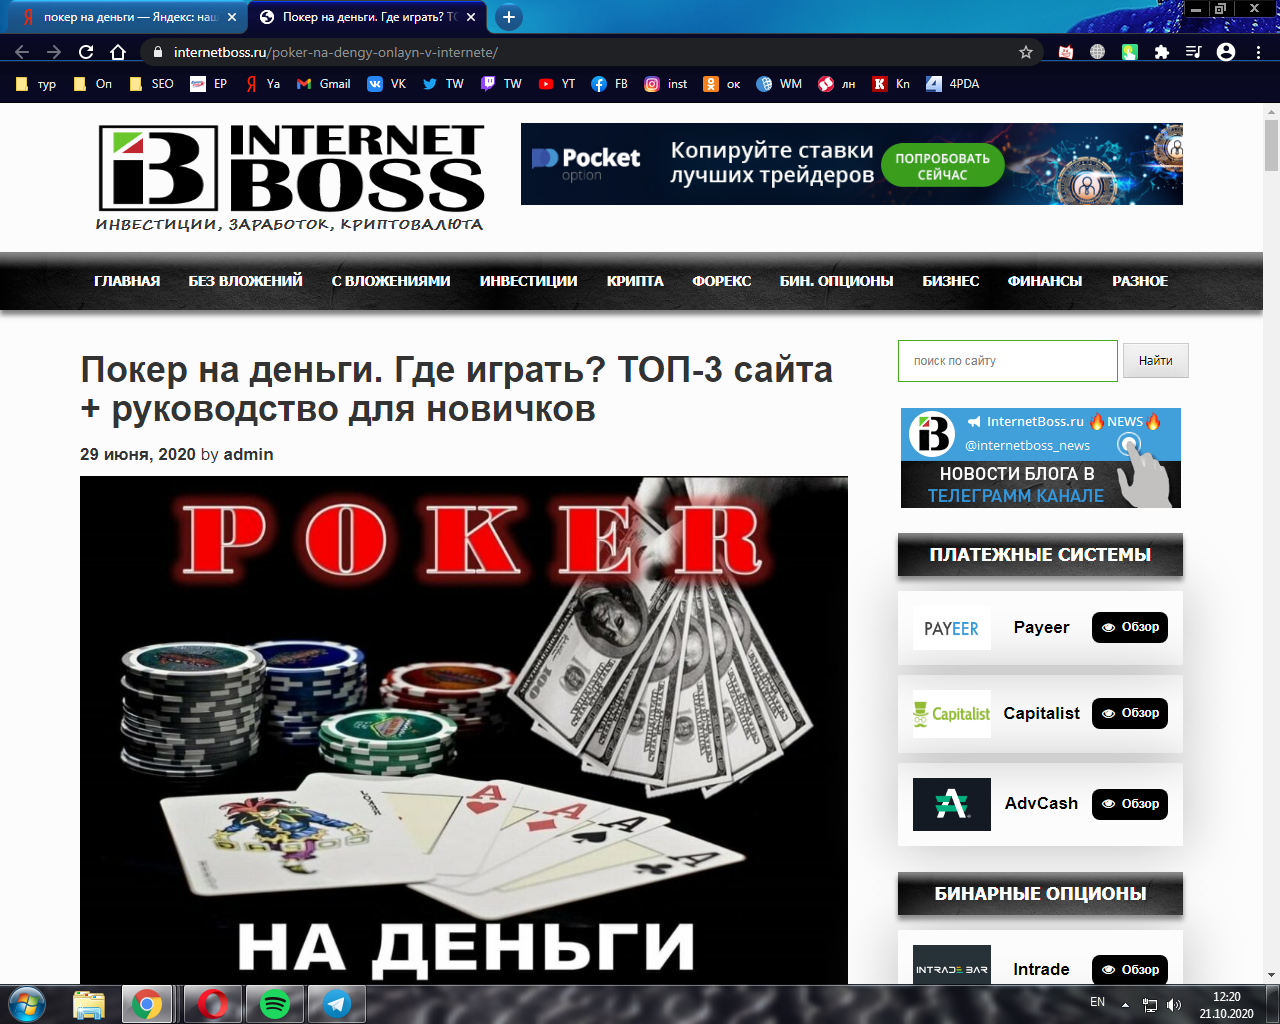 покер на деньги — Яндекс: наш
Покер на деньги. Где играть? ТО
internetboss.ru/poker-na-dengy-onlayn-v-internete/
тур
Оп
SEO
EP
Ya
Gmail
VK
TW
TW
YT
FB
inst
ок
WM
лн
Кп
4PDA
INTERNET
BOSS
ИНВЕСТИЦИИ, ЗАРАБОТОК, КРИПТОВАЛЮТА
Pocket
option
Копируйте ставки
лучших трейдеров
ПОПРОБОВАТЬ
СЕЙЧАС
ГЛАВНАЯ
БЕЗ ВЛОЖЕНИЙ
С ВЛОЖЕНИЯМИ
ИНВЕСТИЦИИ
КРИПТА
ФОРЕКС
БИН. ОПЦИОНЫ
БИЗНЕС
ФИНАНСЫ
РАЗНОЕ
Покер на деньги. Где играть? ТОП-3 сайта
+ руководство для новичков
29 июня, 2020 by admin
POKER
100
JOKER
A
A
A
A
НА ДЕНЬГИ
поиск по сайту
Найти
InternetBoss.ru
NEWS
@internetboss_news
НОВОСТИ БЛОГА В
ТЕЛЕГРАММ КАНАЛЕ
ПЛАТЕЖНЫЕ СИСТЕМЫ
PAYEER
Payeer
Обзор
Capitalist
Capitalist
Обзор
AdvCash
Обзор
БИНАРНЫЕ ОПЦИОНЫ
INTRADE BAR
Intrade
Обзор
EN
12:20
21.10.2020